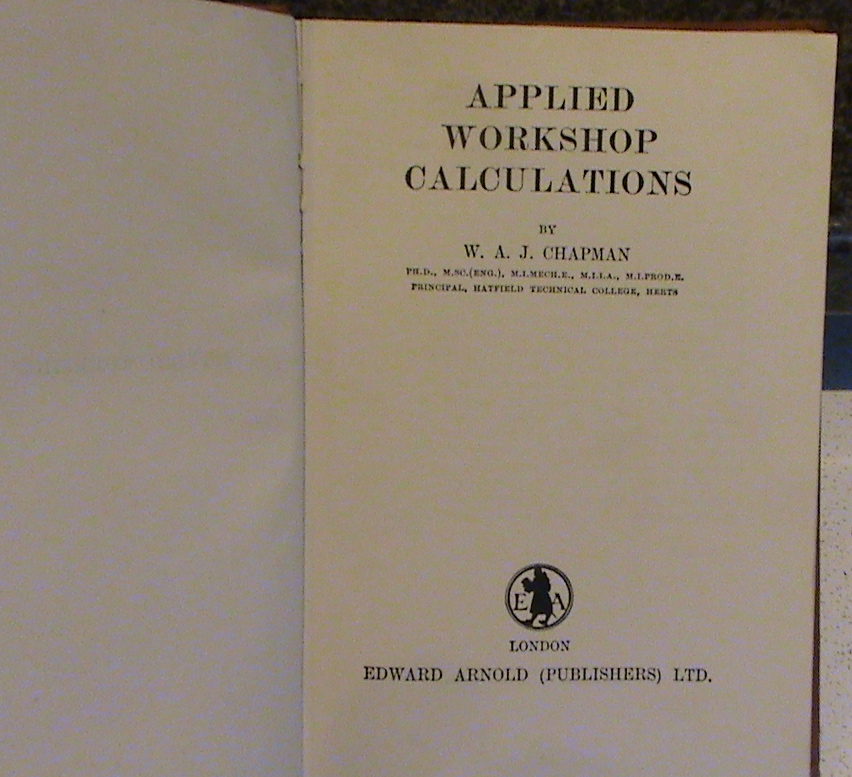 APPLIED
WORKSHOP
CALCULATIONS
BY
W. A. J. CHAPMAN
PH.D., M.SC.(ENG.), M.I.MECH.E., M.I.I.A., M.I.PROD.E.
PRINCIPAL, HATFIELD TECHNICAL COLLEGE, HERTS
E A
LONDON
EDWARD ARNOLD (PUBLISHERS) LTD.